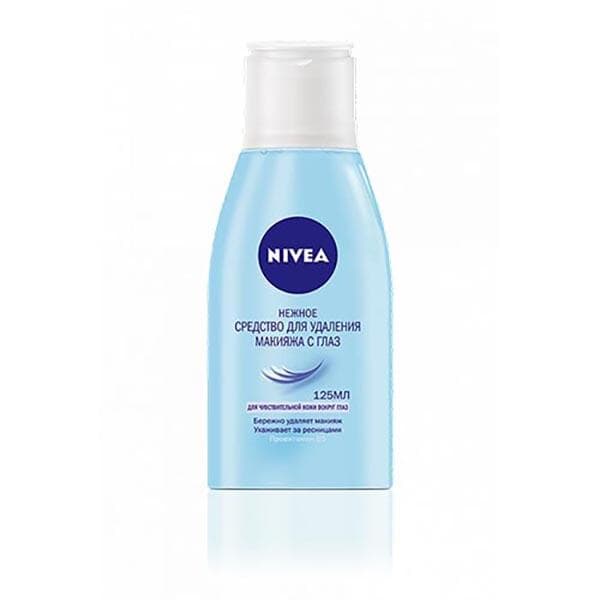 NIVEA
НЕЖНОЕ
СРЕДСТВО ДЛЯ УДАЛЕНИЯ
МАКИЯЖА С ГЛАЗ
125МЛ
ДЛЯ ЧУВСТВИТЕЛЬНОЙ КОЖИ ВОКРУГ ГЛАЗ
Бережно удаляет макияж
Ухаживает за ресницами